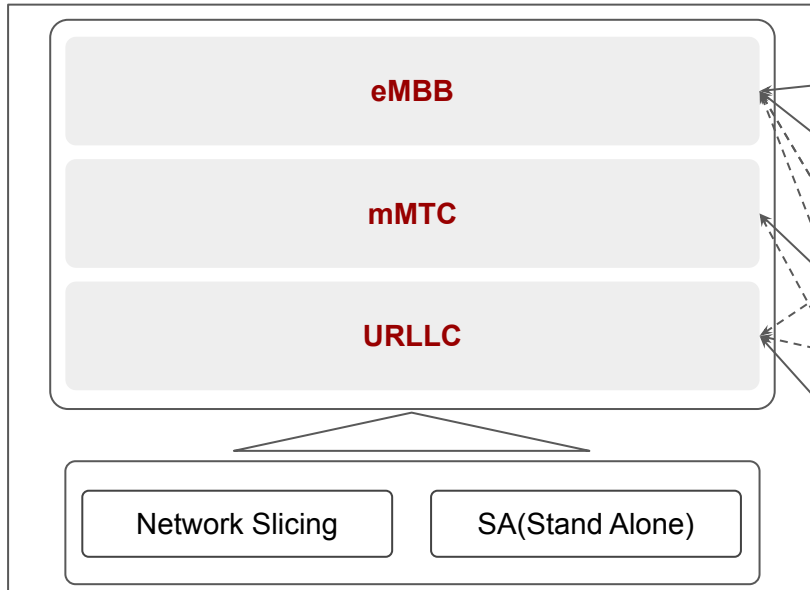 eMBB
mMTC
URLLC
Network Slicing
SA(Stand Alone)